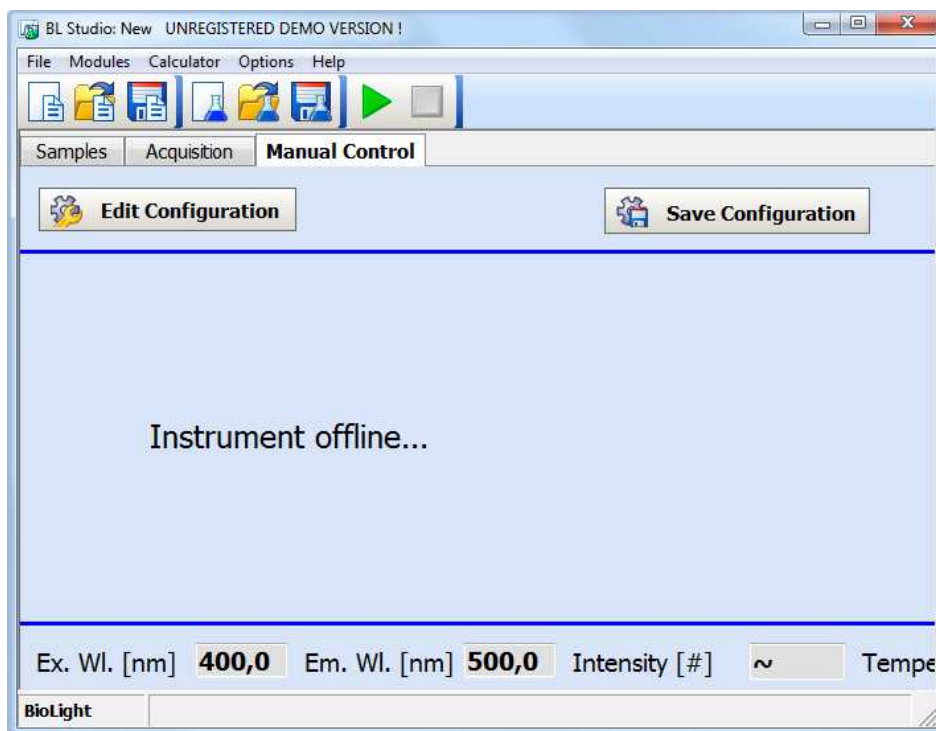 BL Studio: New UNREGISTERED DEMO VERSION !
File Modules Calculator Options Help
Samples Acquisition Manual Control
Edit Configuration Save Configuration
Instrument offline...
Ex. Wl. [nm] 400,0 Em. Wl. [nm] 500,0 Intensity [#] ~ Tempe
BioLight